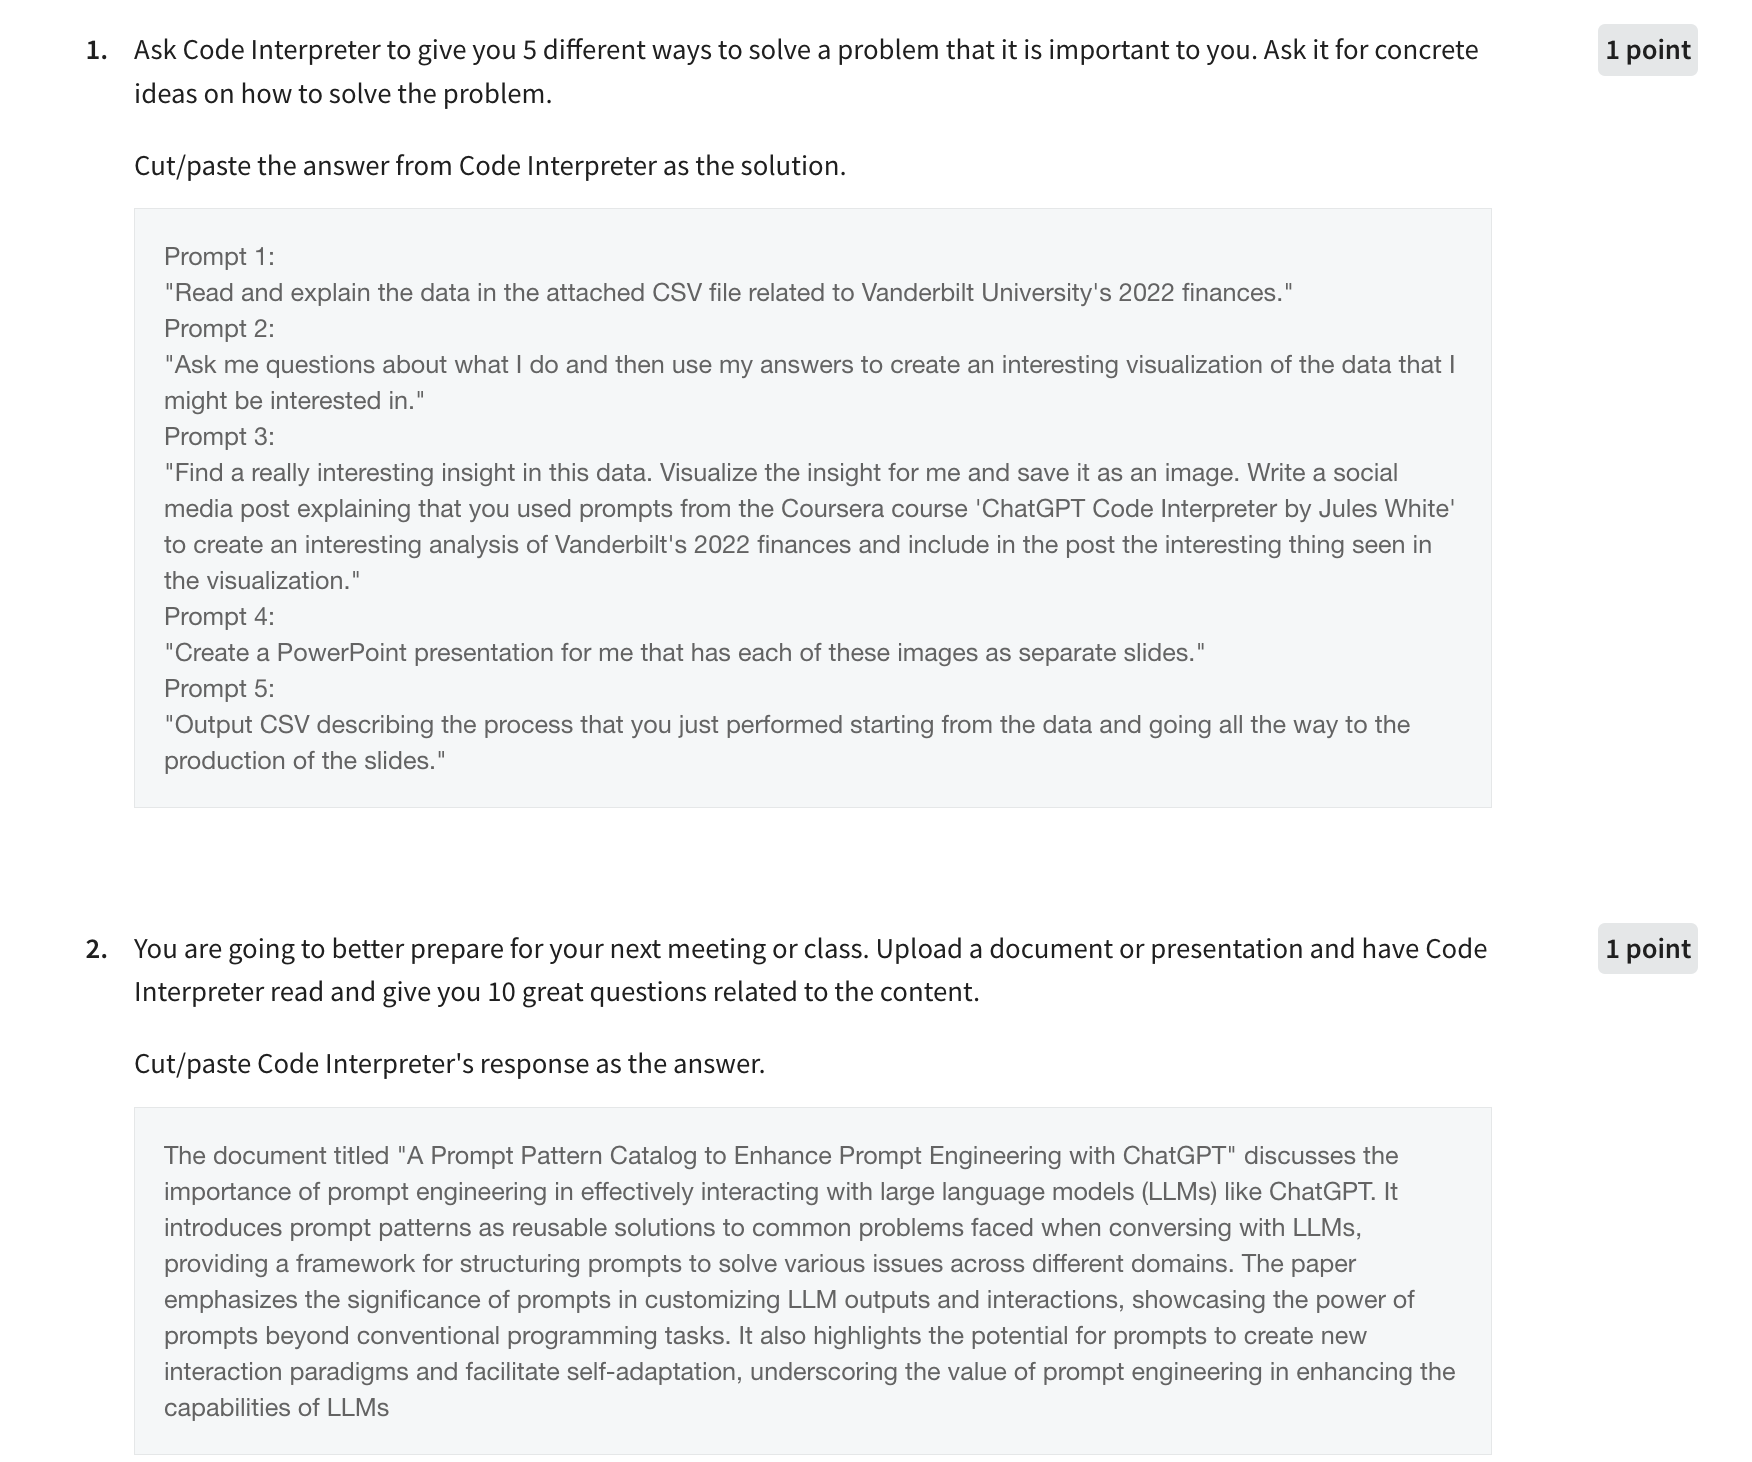 1. Ask Code Interpreter to give you 5 different ways to solve a problem that it is important to you. Ask it for concrete
ideas on how to solve the problem.
1 point
Cut/paste the answer from Code Interpreter as the solution.
Prompt 1:
"Read and explain the data in the attached CSV file related to Vanderbilt University's 2022 finances."
Prompt 2:
"Ask me questions about what I do and then use my answers to create an interesting visualization of the data that I
might be interested in."
Prompt 3:
"Find a really interesting insight in this data. Visualize the insight for me and save it as an image. Write a social
media post explaining that you used prompts from the Coursera course 'ChatGPT Code Interpreter by Jules White'
to create an interesting analysis of Vanderbilt's 2022 finances and include in the post the interesting thing seen in
the visualization."
Prompt 4:
"Create a PowerPoint presentation for me that has each of these images as separate slides."
Prompt 5:
"Output CSV describing the process that you just performed starting from the data and going all the way to the
production of the slides."
2. You are going to better prepare for your next meeting or class. Upload a document or presentation and have Code
Interpreter read and give you 10 great questions related to the content.
1 point
Cut/paste Code Interpreter's response as the answer.
The document titled "A Prompt Pattern Catalog to Enhance Prompt Engineering with ChatGPT" discusses the
importance of prompt engineering in effectively interacting with large language models (LLMs) like ChatGPT. It
introduces prompt patterns as reusable solutions to common problems faced when conversing with LLMs,
providing a framework for structuring prompts to solve various issues across different domains. The paper
emphasizes the significance of prompts in customizing LLM outputs and interactions, showcasing the power of
prompts beyond conventional programming tasks. It also highlights the potential for prompts to create new
interaction paradigms and facilitate self-adaptation, underscoring the value of prompt engineering in enhancing the
capabilities of LLMs